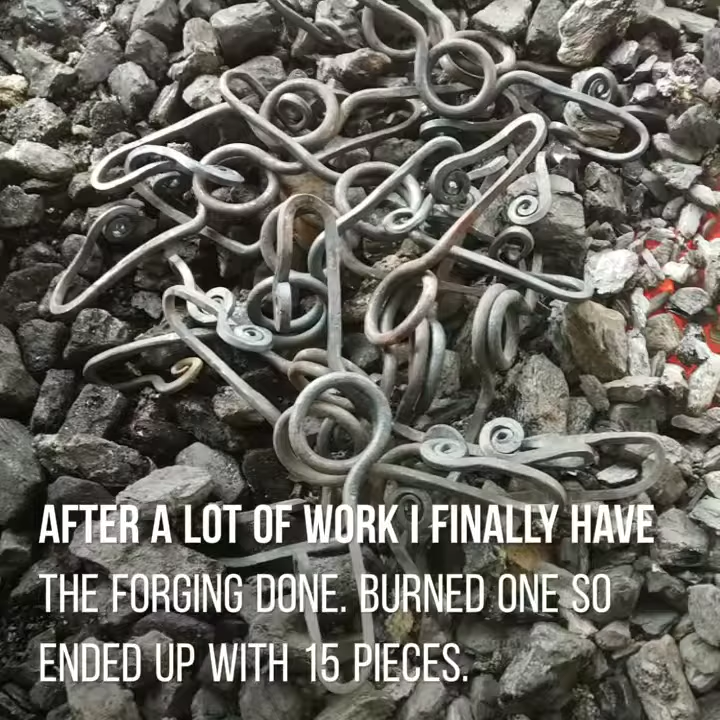 AFTER A LOT OF WORK I FINALLY HAVE
THE FORGING DONE. BURNED ONE SO
ENDED UP WITH 15 PIECES.